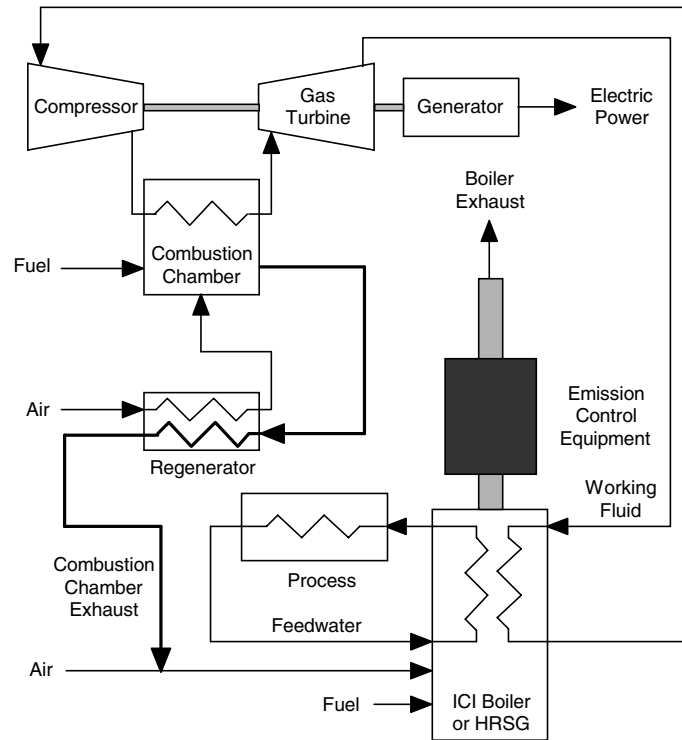 Compressor
Gas
Turbine
Generator
Electric
Power
Boiler
Exhaust
Fuel
Combustion
Chamber
Air
Regenerator
Emission
Control
Equipment
Working
Fluid
Process
Combustion
Chamber
Exhaust
Feedwater
Air
Fuel
ICI Boiler
or HRSG